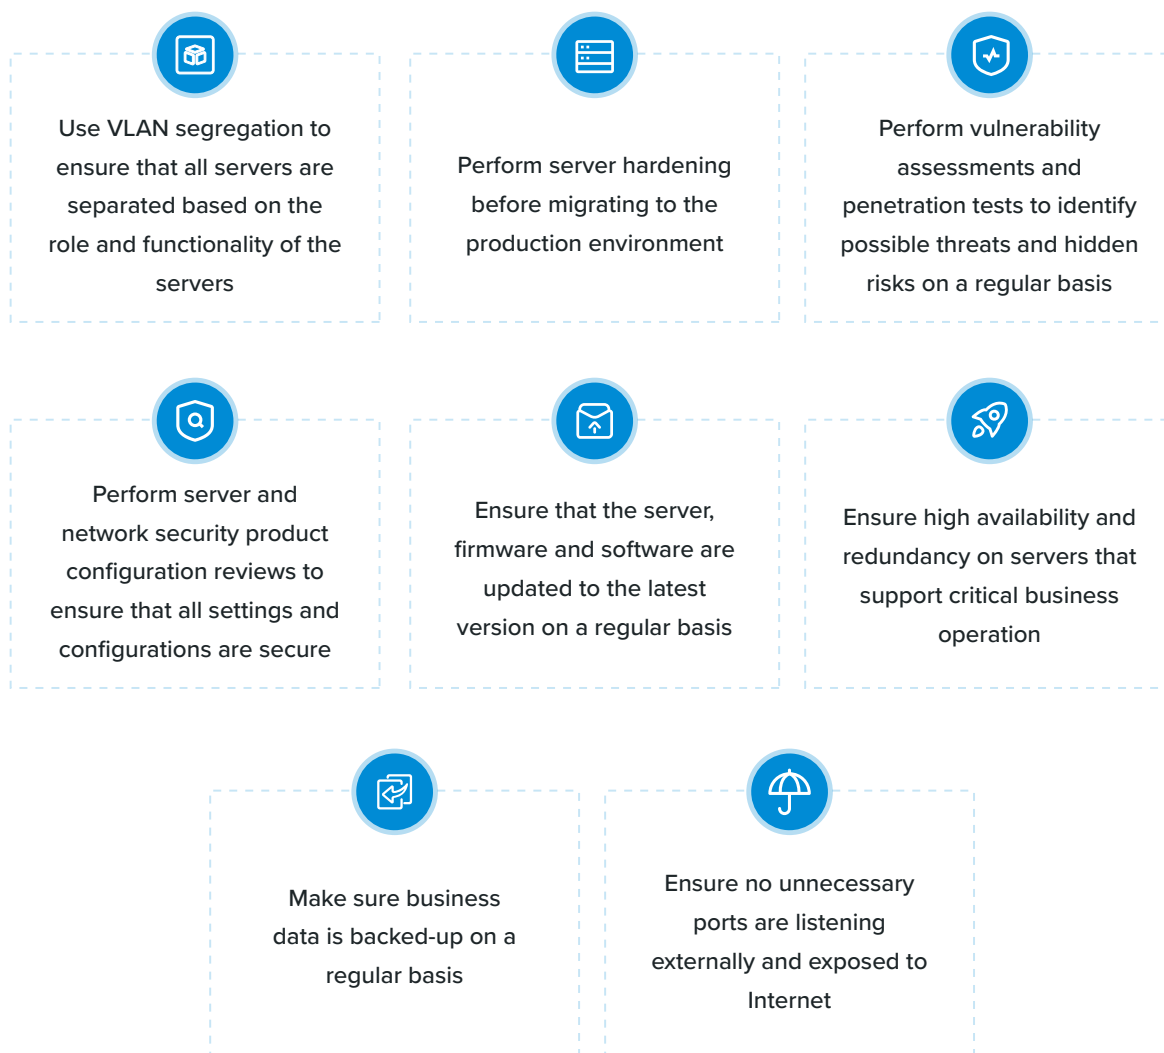 Use VLAN segregation to
ensure that all servers are
separated based on the
role and functionality of the
servers
Perform server hardening
before migrating to the
production environment
Perform vulnerability
assessments and
penetration tests to identify
possible threats and hidden
risks on a regular basis
Perform server and
network security product
configuration reviews to
ensure that all settings and
configurations are secure
Ensure that the server,
firmware and software are
updated to the latest
version on a regular basis
Ensure high availability and
redundancy on servers that
support critical business
operation
Make sure business
data is backed-up on a
regular basis
Ensure no unnecessary
ports are listening
externally and exposed to
Internet